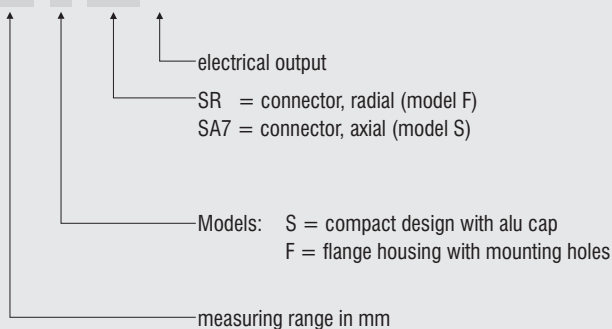 electrical output
SR = connector, radial (model F)
SA7 = connector, axial (model S)
Models: S = compact design with alu cap
F = flange housing with mounting holes
measuring range in mm